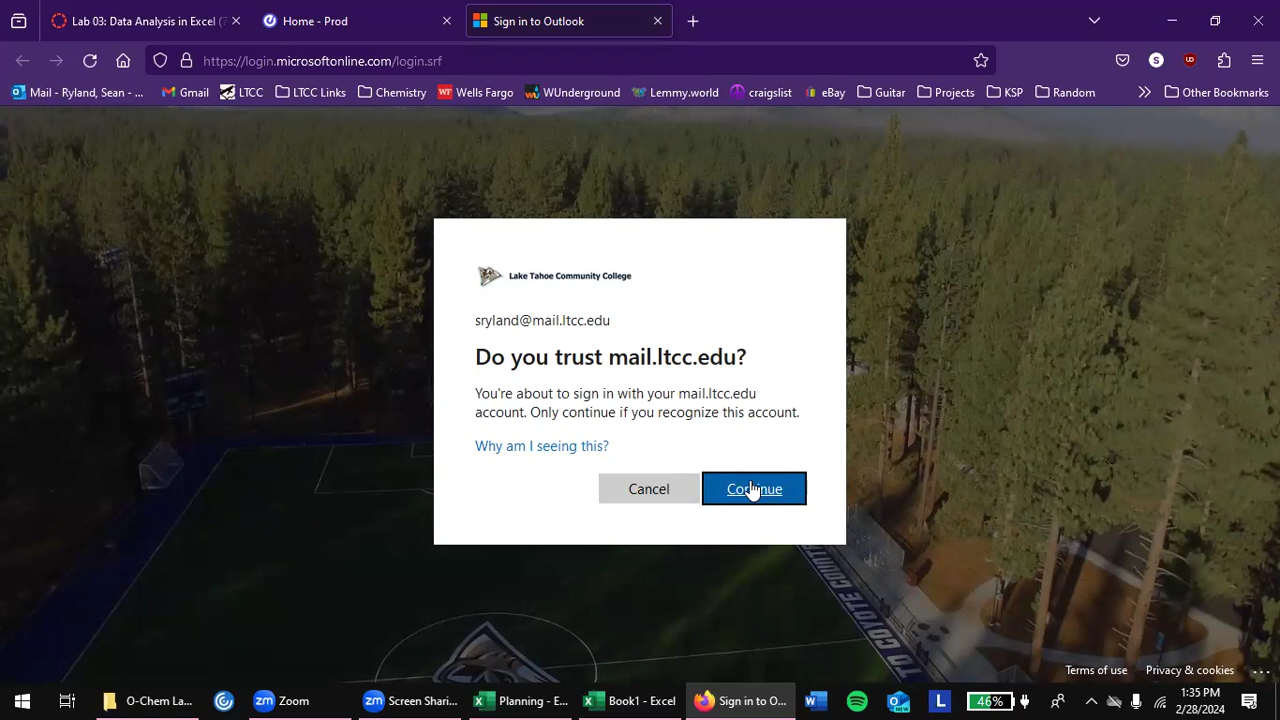 Lab 03: Data Analysis in Excel (
Home - Prod
Sign in to Outlook
https://login.microsoftonline.com/login.srf
Mail - Ryland, Sean - ...
Gmail
LTCC
LTCC Links
Chemistry
WF Wells Fargo
WUnderground
Lemmy.world
craigslist
eBay
Guitar
Projects
KSP
Random
Other Bookmarks
Lake Tahoe Community College
sryland@mail.ltcc.edu
Do you trust mail.ltcc.edu?
You're about to sign in with your mail.ltcc.edu
account. Only continue if you recognize this account.
Why am I seeing this?
Cancel
Continue
Terms of use
Privacy & cookies
...
O-Chem La...
Zoom
Screen Shari...
Planning - E...
Book1 - Excel
Sign in to O...
46%
1:35 PM
2/28/2024